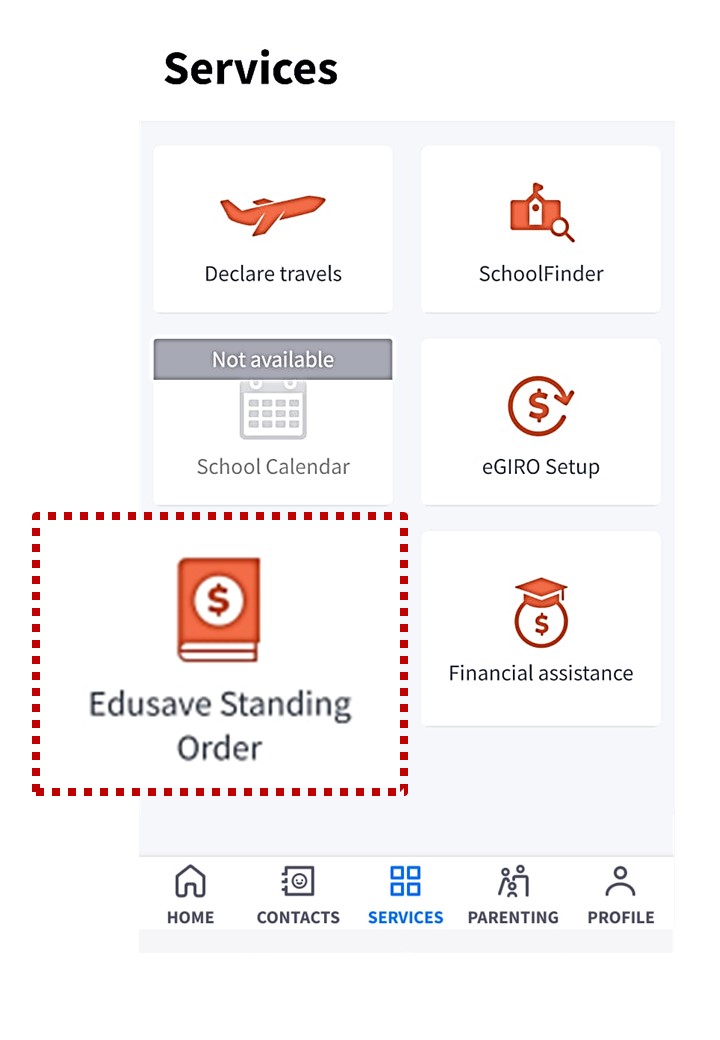 Services
Declare travels
SchoolFinder
Not available
School Calendar
$
eGIRO Setup
$
Edusave Standing
Order
$
Financial assistance
HOME
CONTACTS
SERVICES
PARENTING
PROFILE